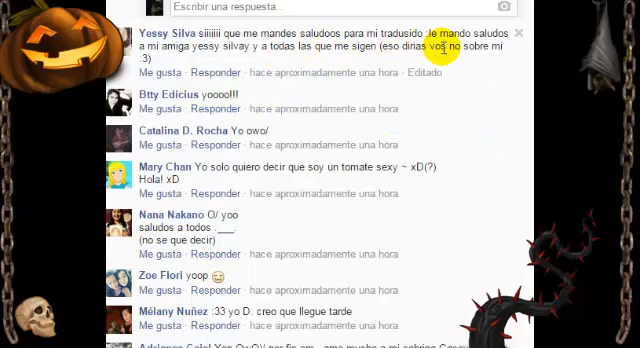 Escribir una respuesta...
Yessy Silva siiiiiii que me mandes saludoos para mi tradusido .le mando saludos
a mi amiga yessy silvay y a todas las que me sigen (eso dirias vos no sobre mi
:3)
Me gusta · Responder · hace aproximadamente una hora · Editado
Btty Edicius yoooo!!!
Me gusta · Responder · hace aproximadamente una hora
Catalina D. Rocha Yo owo/
Me gusta · Responder · hace aproximadamente una hora
Mary Chan Yo solo quiero decir que soy un tomate sexy ~ xD(?)
Hola! xD
Me gusta · Responder · hace aproximadamente una hora
Nana Nakano O/ yoo
saludos a todos .___.
(no se que decir)
Me gusta · Responder · hace aproximadamente una hora
Zoe Flori yoop
Me gusta · Responder · hace aproximadamente una hora
Mélany Nuñez :33 yo D: creo que llegue tarde
Me gusta · Responder · hace aproximadamente una hora